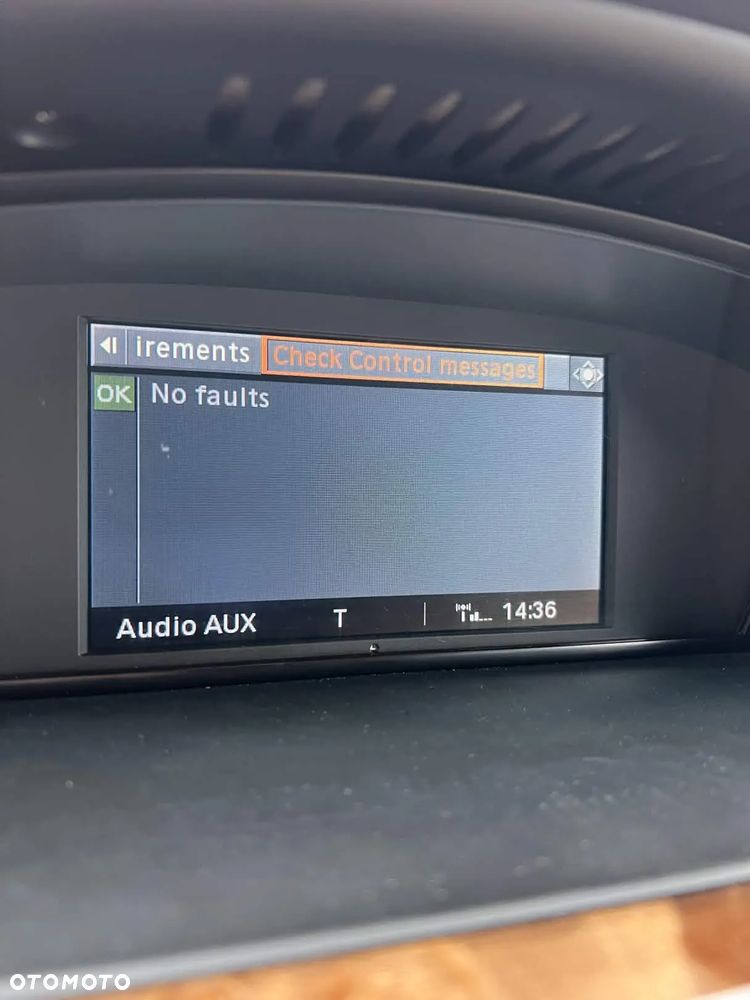 irements Check Control messages
OK No faults
Audio AUX T 14:36
OTOMOTO